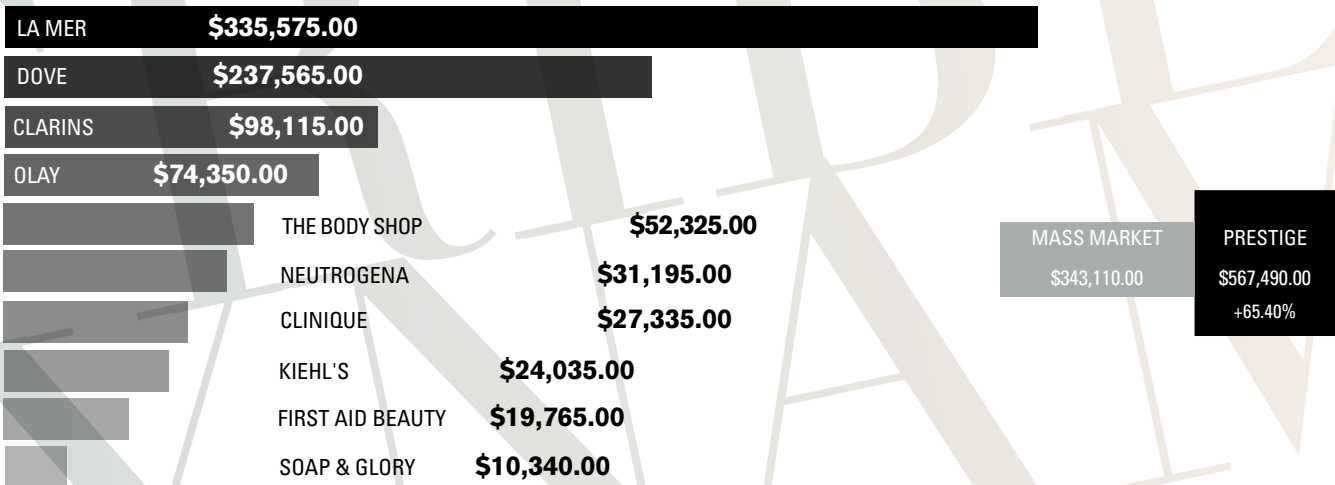 LA MER $335,575.00
DOVE $237,565.00
CLARINS $98,115.00
OLAY $74,350.00
THE BODY SHOP $52,325.00
NEUTROGENA $31,195.00
CLINIQUE $27,335.00
KIEHL'S $24,035.00
FIRST AID BEAUTY $19,765.00
SOAP & GLORY $10,340.00
MASS MARKET
$343,110.00
PRESTIGE
$567,490.00
+65.40%